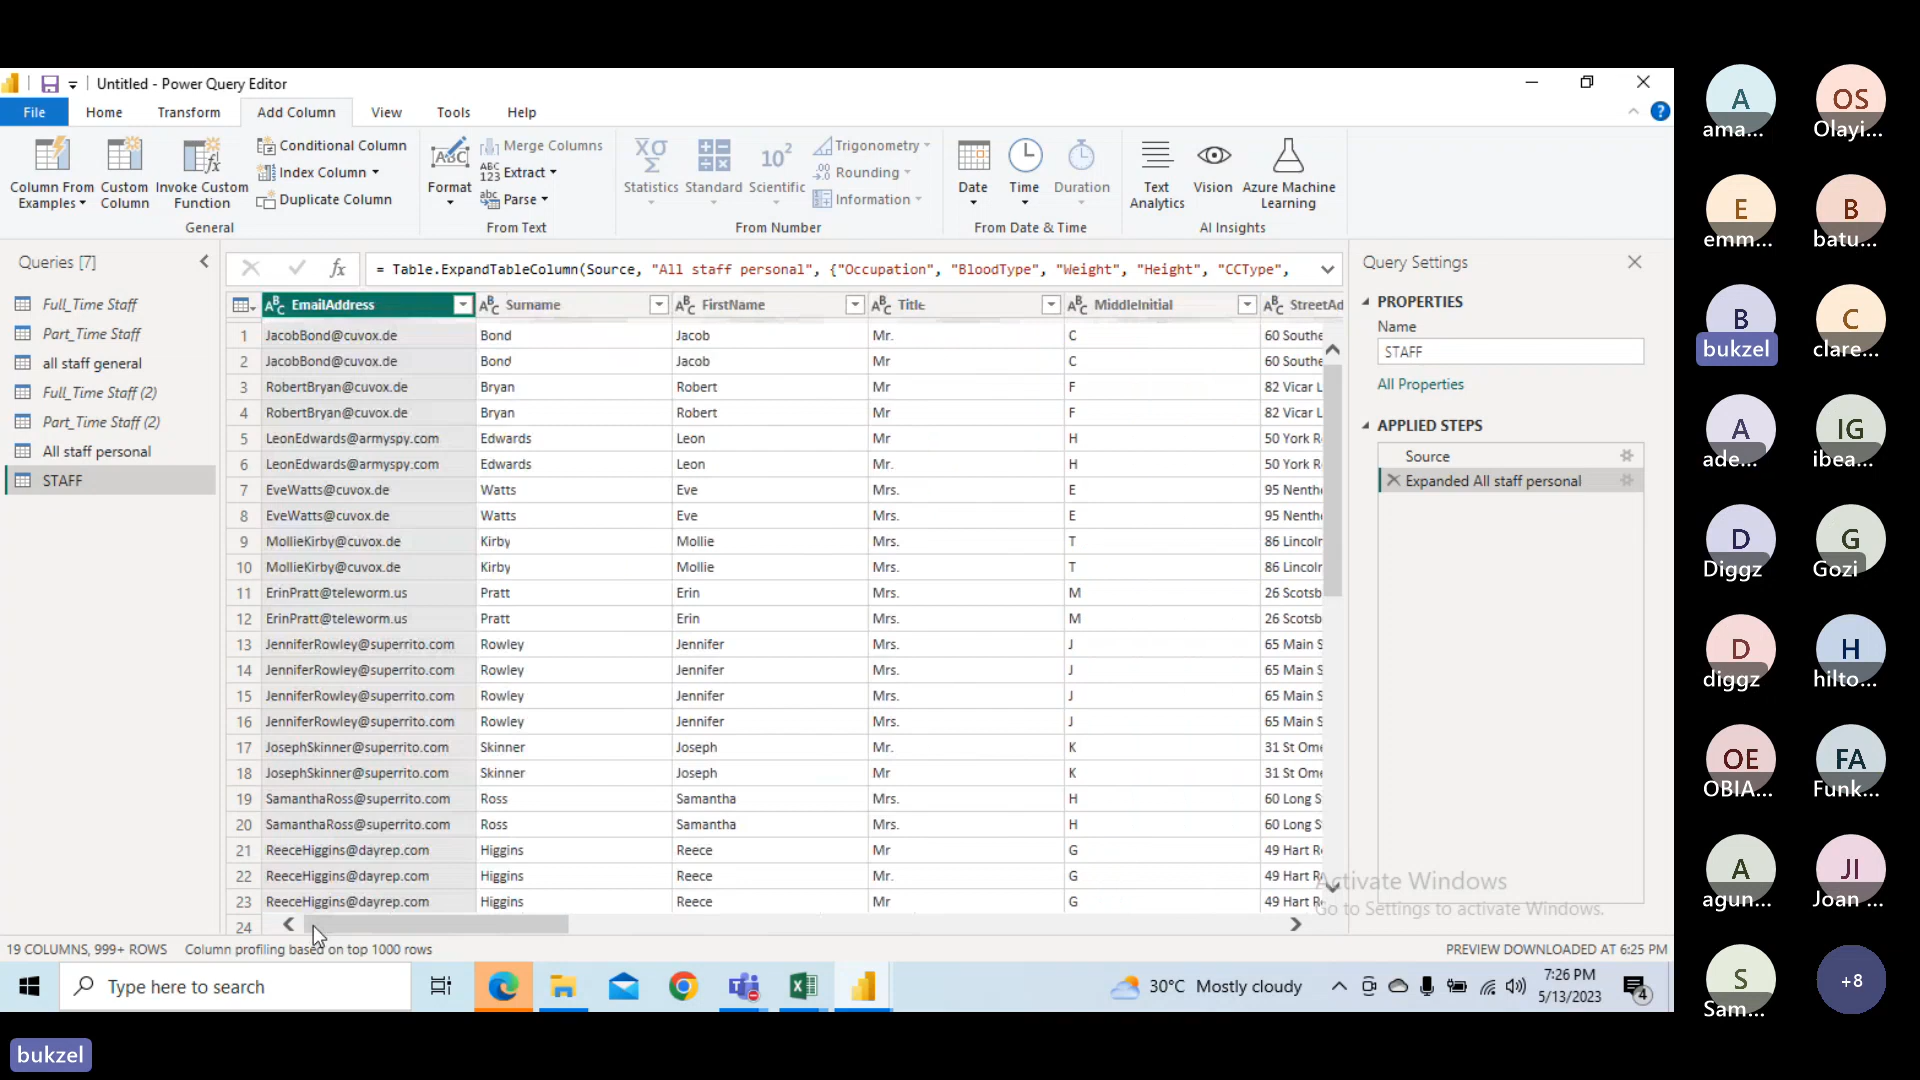 Untitled - Power Query Editor
File Home Transform Add Column View Tools Help
Column From Examples
Custom Column
Invoke Custom Function
Conditional Column
Index Column
Duplicate Column
General
Format
Merge Columns
Extract
Parse
From Text
Statistics
Standard
Scientific
Trigonometry
Rounding
Information
From Number
Date
Time
Duration
From Date & Time
Text Analytics
Vision
Azure Machine Learning
AI Insights
Queries [7]
Full_Time Staff
Part_Time Staff
all staff general
Full_Time Staff (2)
Part_Time Staff (2)
All staff personal
STAFF
= Table.ExpandTableColumn(Source, "All staff personal", {"Occupation", "BloodType", "Weight", "Height", "CCType",
EmailAddress Surname FirstName Title MiddleInitial StreetAd
1 JacobBond@cuvox.de Bond Jacob Mr. C 60 Southe
2 JacobBond@cuvox.de Bond Jacob Mr. C 60 Southe
3 RobertBryan@cuvox.de Bryan Robert Mr F 82 Vicar L
4 RobertBryan@cuvox.de Bryan Robert Mr F 82 Vicar L
5 LeonEdwards@armyspy.com Edwards Leon Mr H 50 York R
6 LeonEdwards@armyspy.com Edwards Leon Mr. H 50 York R
7 EveWatts@cuvox.de Watts Eve Mrs. E 95 Nenthe
8 EveWatts@cuvox.de Watts Eve Mrs. E 95 Nenthe
9 MollieKirby@cuvox.de Kirby Mollie Mrs. T 86 Lincoln
10 MollieKirby@cuvox.de Kirby Mollie Mrs. T 86 Lincoln
11 ErinPratt@teleworm.us Pratt Erin Mrs. M 26 Scotsb
12 ErinPratt@teleworm.us Pratt Erin Mrs. M 26 Scotsb
13 JenniferRowley@superrito.com Rowley Jennifer Mrs. J 65 Main S
14 JenniferRowley@superrito.com Rowley Jennifer Mrs. J 65 Main S
15 JenniferRowley@superrito.com Rowley Jennifer Mrs. J 65 Main S
16 JenniferRowley@superrito.com Rowley Jennifer Mrs. J 65 Main S
17 JosephSkinner@superrito.com Skinner Joseph Mr. K 31 St Ome
18 JosephSkinner@superrito.com Skinner Joseph Mr K 31 St Ome
19 SamanthaRoss@superrito.com Ross Samantha Mrs. H 60 Long S
20 SamanthaRoss@superrito.com Ross Samantha Mrs. H 60 Long S
21 ReeceHiggins@dayrep.com Higgins Reece Mr G 49 Hart R
22 ReeceHiggins@dayrep.com Higgins Reece Mr. G 49 Hart R
23 ReeceHiggins@dayrep.com Higgins Reece Mr G 49 Hart R
24
Query Settings
PROPERTIES
Name
STAFF
All Properties
APPLIED STEPS
Source
Expanded All staff personal
Activate Windows
Go to Settings to activate Windows.
19 COLUMNS, 999+ ROWS Column profiling based on top 1000 rows
PREVIEW DOWNLOADED AT 6:25 PM
Type here to search
30°C Mostly cloudy
7:26 PM
5/13/2023
4
A OS
ama... Olayi...
E B
emm... batu...
B C
bukzel clare...
A IG
ade... ibea...
D G
Diggz Gozi
D H
diggz hilto...
OE FA
OBIA... Funk...
A JI
agun... Joan ...
S +8
Sam...
bukzel